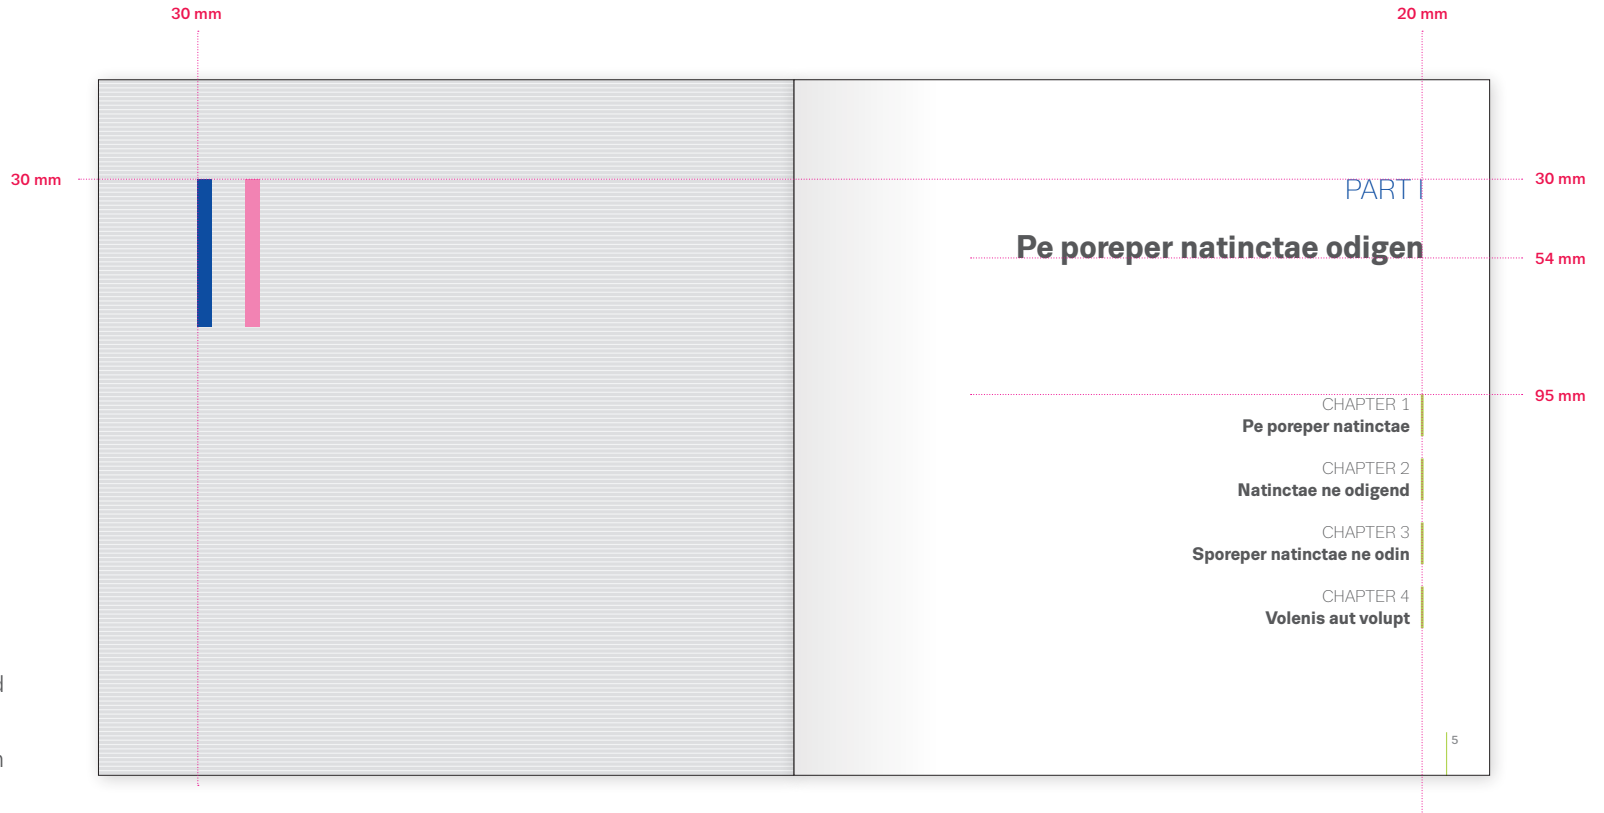 30 mm
20 mm
30 mm
30 mm
PART I
Pe poreper natinctae odigen
54 mm
95 mm
CHAPTER 1
Pe poreper natinctae
CHAPTER 2
Natinctae ne odigend
CHAPTER 3
Sporeper natinctae ne odin
CHAPTER 4
Volenis aut volupt
5